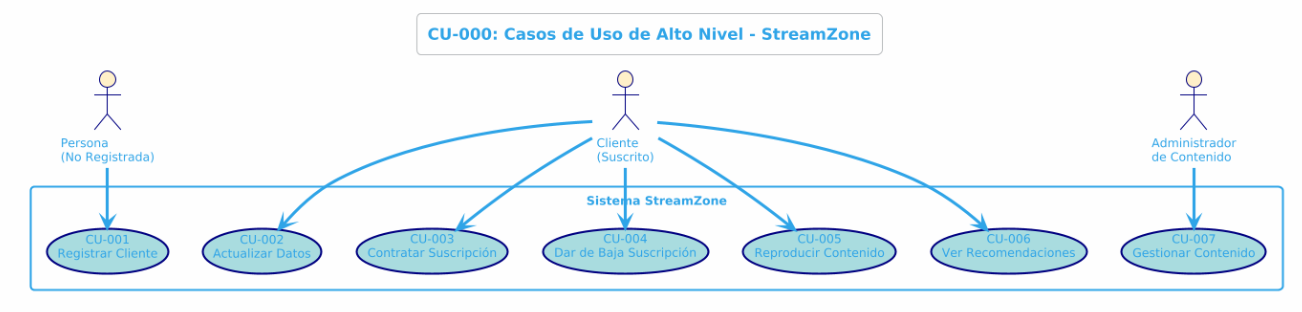 CU-000: Casos de Uso de Alto Nivel - StreamZone
Persona
(No Registrada)
Cliente
(Suscrito)
Administrador
de Contenido
Sistema StreamZone
CU-001
Registrar Cliente
CU-002
Actualizar Datos
CU-003
Contratar Suscripción
CU-004
Dar de Baja Suscripción
CU-005
Reproducir Contenido
CU-006
Ver Recomendaciones
CU-007
Gestionar Contenido